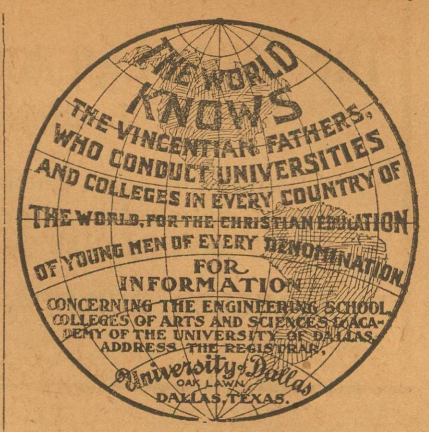 THE WORLD
KNOWS
THE VINCENTIAN FATHERS,
WHO CONDUCT UNIVERSITIES
AND COLLEGES IN EVERY COUNTRY OF
THE WORLD, FOR THE CHRISTIAN EDUCATION
OF YOUNG MEN OF EVERY DENOMINATION.
FOR
INFORMATION
CONCERNING THE ENGINEERING SCHOOL,
COLLEGES OF ARTS AND SCIENCES & ACA-
DEMY OF THE UNIVERSITY OF DALLAS,
ADDRESS THE REGISTRAR,
University of Dallas
OAK LAWN
DALLAS, TEXAS.